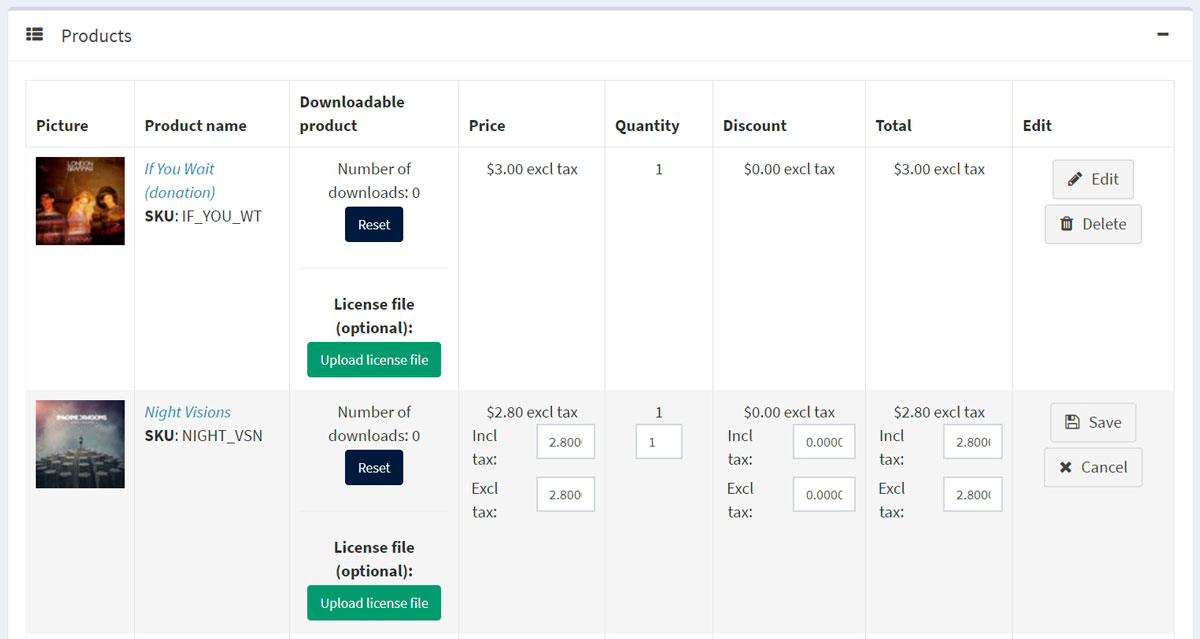 Products
Downloadable
Picture Product name product Price Quantity Discount Total Edit
LONDON
GRAMMAR
If You Wait
(donation)
SKU: IF_YOU_WT
Number of
downloads: 0
Reset
License file
(optional):
Upload license file
$3.00 excl tax
1
$0.00 excl tax
$3.00 excl tax
Edit
Delete
IMAGINE DRAGONS
Night Visions
SKU: NIGHT_VSN
Number of
downloads: 0
Reset
License file
(optional):
Upload license file
$2.80 excl tax
Incl 2.800
tax:
Excl 2.800
tax:
1
1
$0.00 excl tax
Incl 0.000
tax:
Excl 0.000
tax:
$2.80 excl tax
Incl 2.800
tax:
Excl 2.800
tax:
Save
Cancel